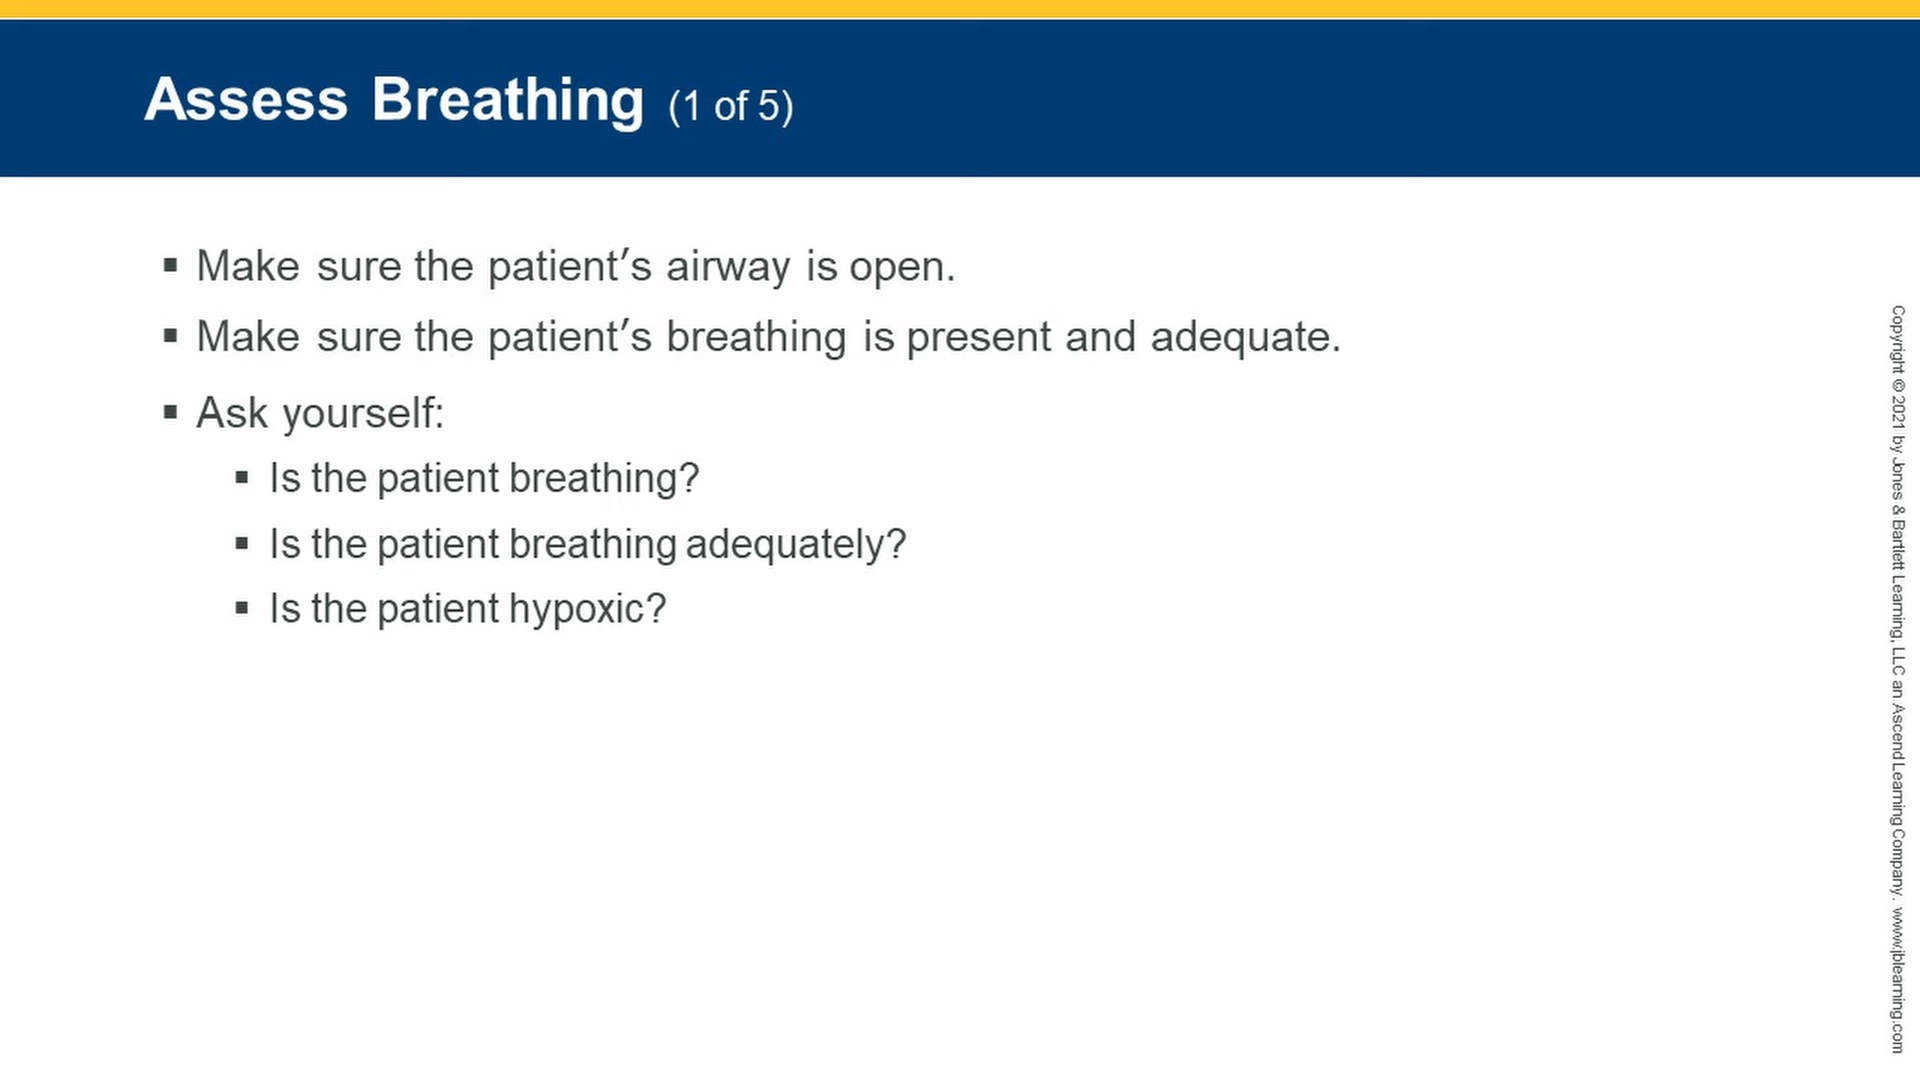 Assess Breathing (1 of 5)
▪ Make sure the patient′s airway is open.
▪ Make sure the patient′s breathing is present and adequate.
▪ Ask yourself:
▪ Is the patient breathing?
▪ Is the patient breathing adequately?
▪ Is the patient hypoxic?
Copyright © 2021 by Jones & Bartlett Learning, LLC an Ascend Learning Company. www.jblearning.com